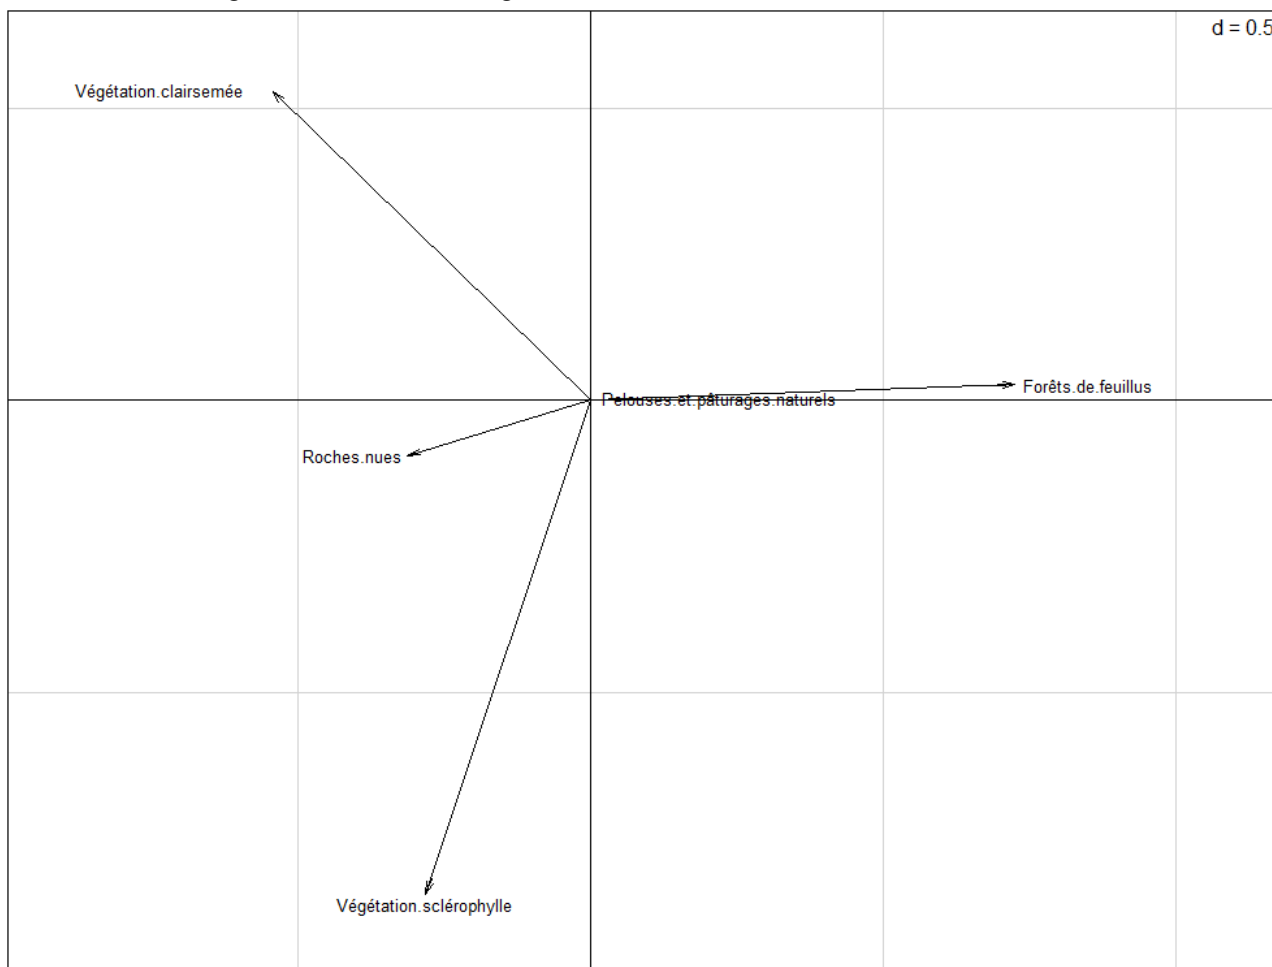 d = 0.5
Végétation.clairsemée
Forêts.de.feuillus
Pelouses.et.pâturages.naturels
Roches.nues
Végétation.sclérophylle